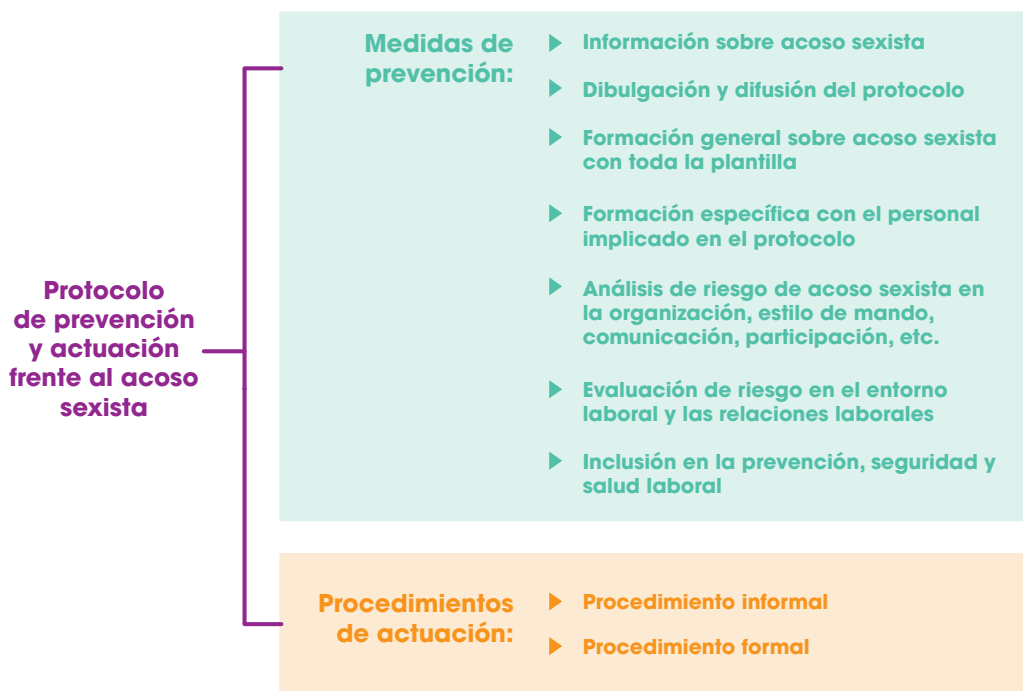 Protocolo
de prevención
y actuación
frente al acoso
sexista
Medidas de
prevención:
Información sobre acoso sexista
Dibulgación y difusión del protocolo
Formación general sobre acoso sexista
con toda la plantilla
Formación específica con el personal
implicado en el protocolo
Análisis de riesgo de acoso sexista en
la organización, estilo de mando,
comunicación, participación, etc.
Evaluación de riesgo en el entorno
laboral y las relaciones laborales
Inclusión en la prevención, seguridad y
salud laboral
Procedimientos
de actuación:
Procedimiento informal
Procedimiento formal